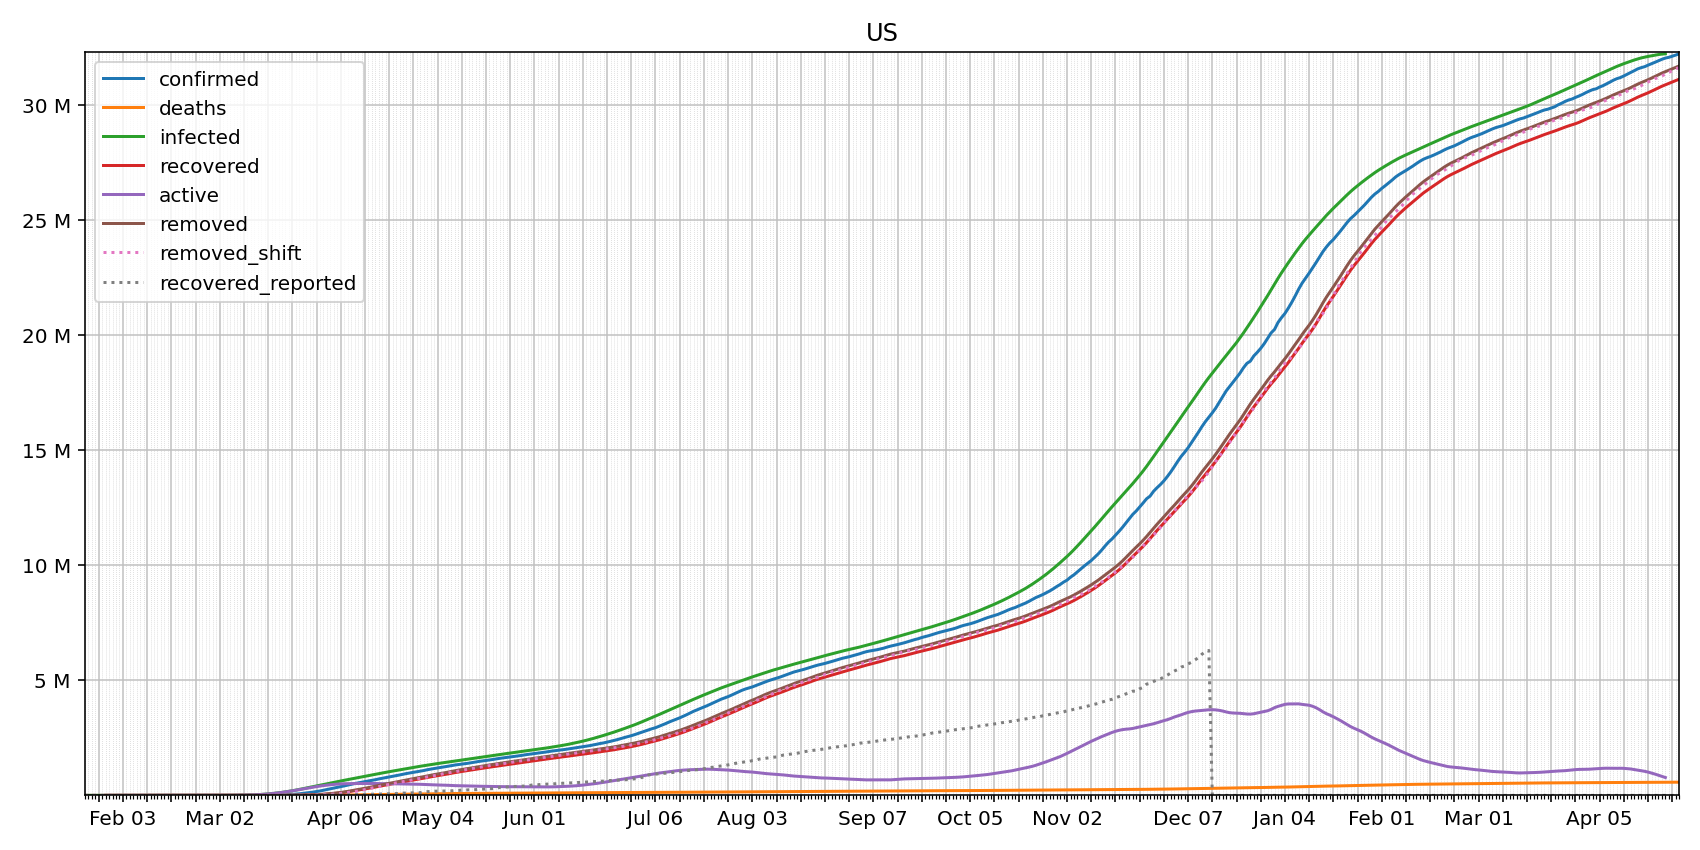 US
confirmed
deaths
infected
recovered
active
removed
removed_shift
recovered_reported
30 M
25 M
20 M
15 M
10 M
5 M
Feb 03 Mar 02 Apr 06 May 04 Jun 01 Jul 06 Aug 03 Sep 07 Oct 05 Nov 02 Dec 07 Jan 04 Feb 01 Mar 01 Apr 05